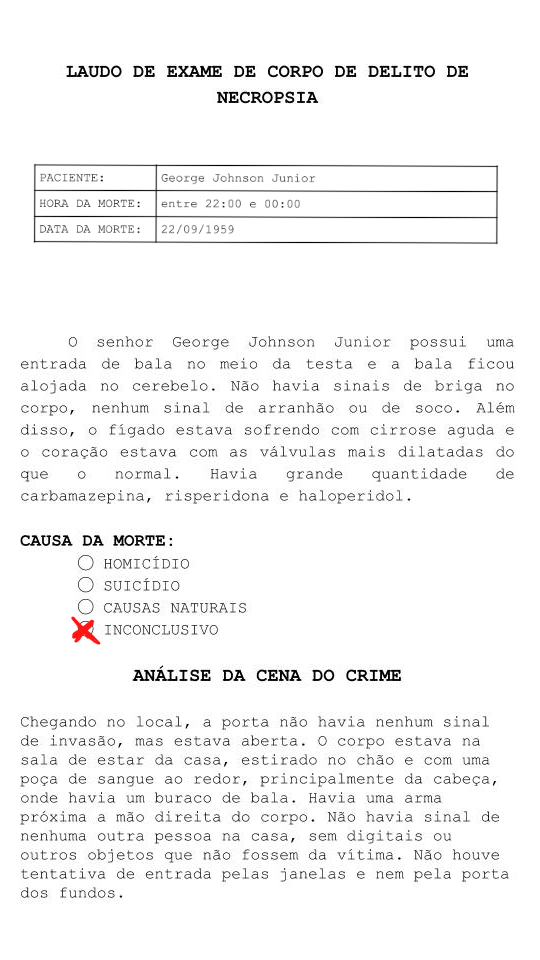 LAUDO DE EXAME DE CORPO DE DELITO DE
NECROPSIA
PACIENTE: George Johnson Junior
HORA DA MORTE: entre 22:00 e 00:00
DATA DA MORTE: 22/09/1959
O senhor George Johnson Junior possui uma
entrada de bala no meio da testa e a bala ficou
alojada no cerebelo. Não havia sinais de briga no
corpo, nenhum sinal de arranhão ou de soco. Além
disso, o fígado estava sofrendo com cirrose aguda e
o coração estava com as válvulas mais dilatadas do
que o normal. Havia grande quantidade de
carbamazepina, risperidona e haloperidol.
CAUSA DA MORTE:
HOMICÍDIO
SUICÍDIO
CAUSAS NATURAIS
INCONCLUSIVO
ANÁLISE DA CENA DO CRIME
Chegando no local, a porta não havia nenhum sinal
de invasão, mas estava aberta. O corpo estava na
sala de estar da casa, estirado no chão e com uma
poça de sangue ao redor, principalmente da cabeça,
onde havia um buraco de bala. Havia uma arma
próxima a mão direita do corpo. Não havia sinal de
nenhuma outra pessoa na casa, sem digitais ou
outros objetos que não fossem da vítima. Não houve
tentativa de entrada pelas janelas e nem pela porta
dos fundos.